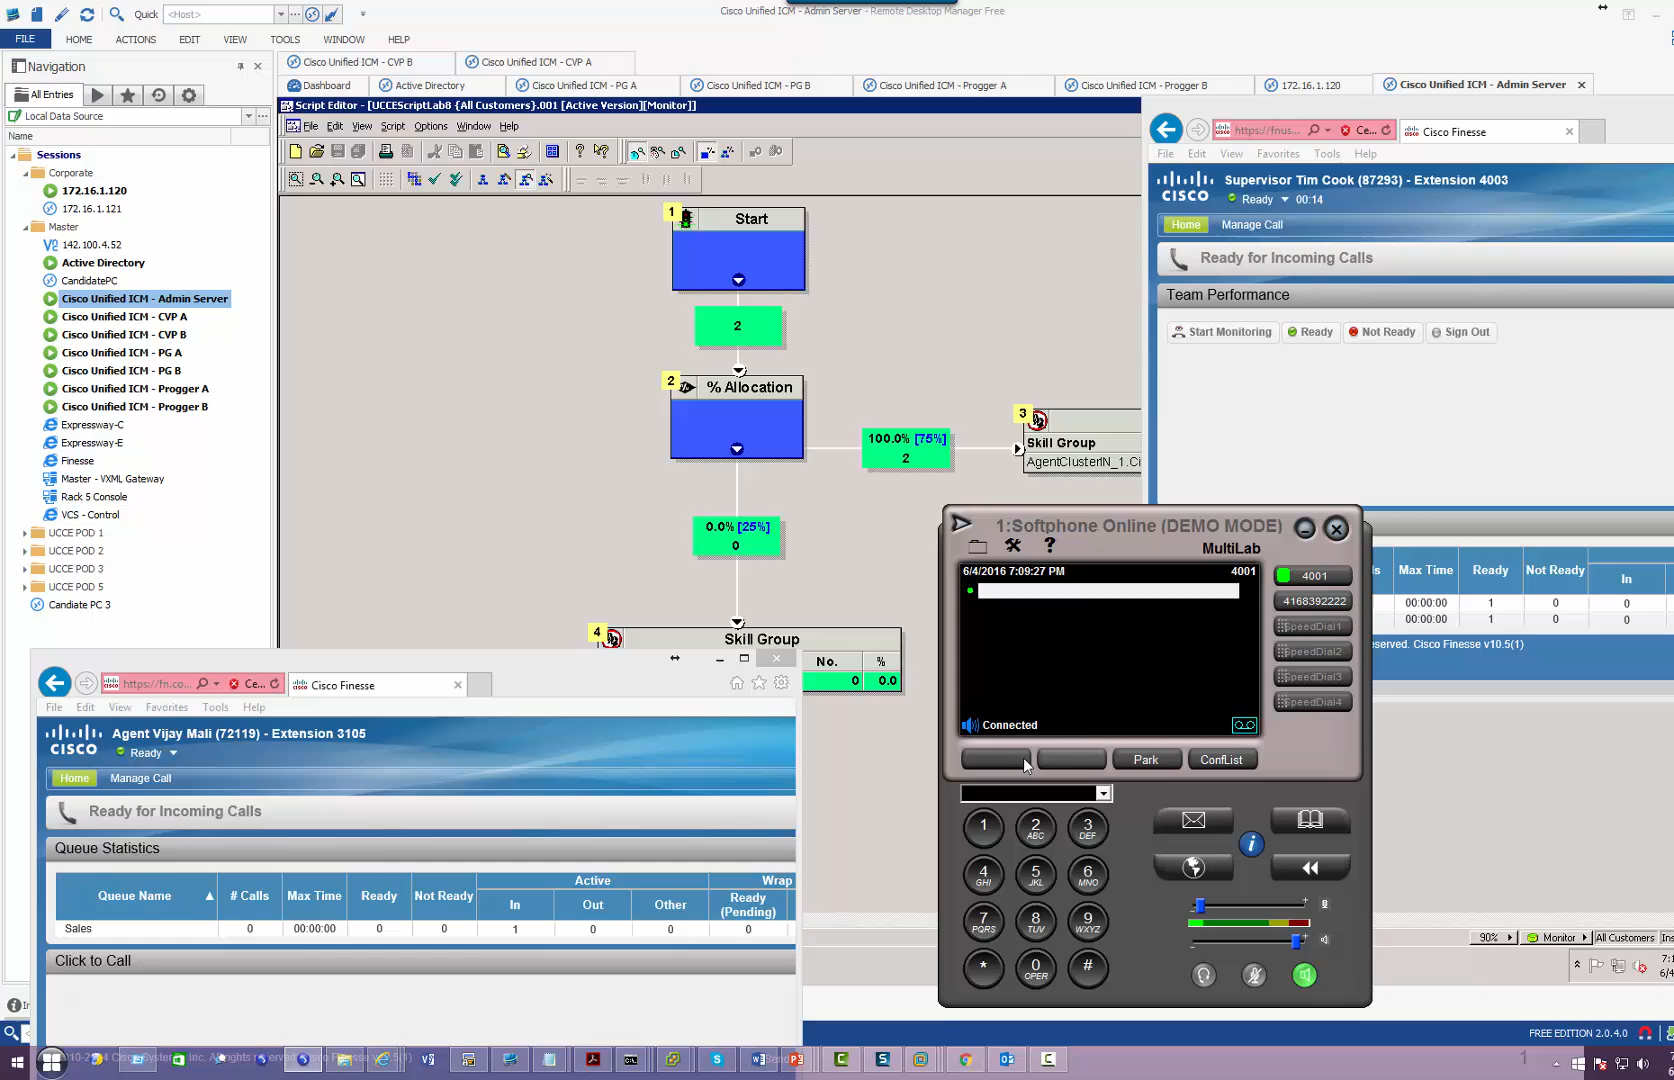 Quick <Host> Cisco Unified ICM - Admin Server - Remote Desktop Manager Free
FILE HOME ACTIONS EDIT VIEW TOOLS WINDOW HELP
Navigation
All Entries
Local Data Source
Name
Sessions
Corporate
172.16.1.120
172.16.1.121
Master
142.100.4.52
Active Directory
CandidatePC
Cisco Unified ICM - Admin Server
Cisco Unified ICM - CVP A
Cisco Unified ICM - CVP B
Cisco Unified ICM - PG A
Cisco Unified ICM - PG B
Cisco Unified ICM - Progger A
Cisco Unified ICM - Progger B
Expressway-C
Expressway-E
Finesse
Master - VXML Gateway
Rack 5 Console
VCS - Control
UCCE POD 1
UCCE POD 2
UCCE POD 3
UCCE POD 5
Candiate PC 3
Cisco Unified ICM - CVP B Cisco Unified ICM - CVP A
Dashboard Active Directory Cisco Unified ICM - PG A Cisco Unified ICM - PG B Cisco Unified ICM - Progger A Cisco Unified ICM - Progger B 172.16.1.120 Cisco Unified ICM - Admin Server
Script Editor - [UCCEScriptLab8 {All Customers}.001 [Active Version][Monitor]]
File Edit View Script Options Window Help
1 Start
2
2 % Allocation
100.0% [75%]
2
3
Skill Group
AgentClusterIN_1.Ci
0.0% [25%]
0
4 Skill Group
No. %
0 0.0
https://fnus... Ce... Cisco Finesse
File Edit View Favorites Tools Help
CISCO
Supervisor Tim Cook (87293) - Extension 4003
Ready 00:14
Home Manage Call
Ready for Incoming Calls
Team Performance
Start Monitoring Ready Not Ready Sign Out
s Max Time Ready Not Ready In
00:00:00 1 0 0
00:00:00 1 0 0
served. Cisco Finesse v10.5(1)
1:Softphone Online (DEMO MODE)
MultiLab
6/4/2016 7:09:27 PM 4001
Connected
4001
4168392222
SpeedDial1
SpeedDial2
SpeedDial3
SpeedDial4
Park ConfList
1 2 ABC 3 DEF
4 GHI 5 JKL 6 MNO
7 PQRS 8 TUV 9 WXYZ
* 0 OPER #
https://fn.co... Ce... Cisco Finesse
File Edit View Favorites Tools Help
CISCO
Agent Vijay Mali (72119) - Extension 3105
Ready
Home Manage Call
Ready for Incoming Calls
Queue Statistics
Active Wrap
Queue Name # Calls Max Time Ready Not Ready In Out Other Ready (Pending)
Sales 0 00:00:00 0 0 1 0 0 0
Click to Call
90% Monitor All Customers Ins
7:1
6/4
FREE EDITION 2.0.4.0